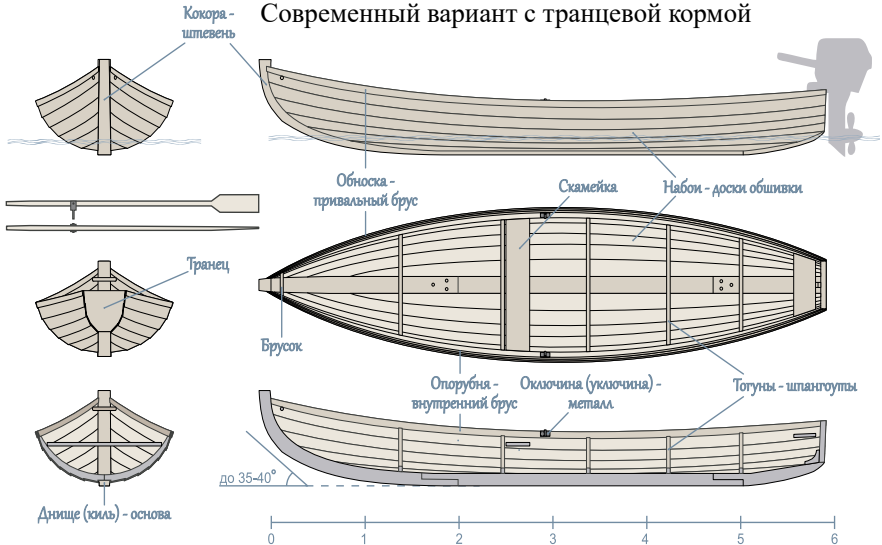 Современный вариант с транцевой кормой
Кокора -
штевень
Обноска -
привальный брус
Скамейка
Набои - доски обшивки
Транец
Брусок
Опорубня -
внутренний брус
Оключина (уключина) -
металл
Тогуны - шпангоуты
до 35-40°
Днище (киль) - основа
0 1 2 3 4 5 6